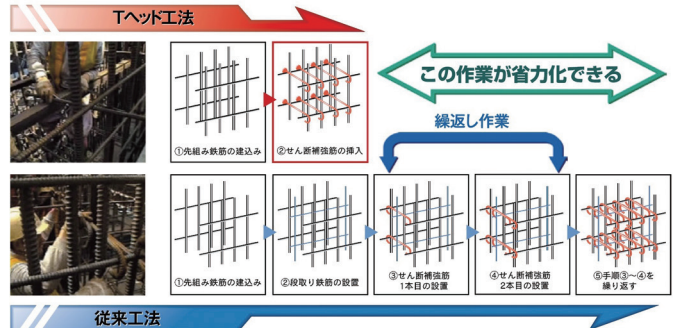 Tヘッド工法
①先組み鉄筋の建込み
②せん断補強筋の挿入
この作業が省力化できる
繰返し作業
①先組み鉄筋の建込み
②段取り鉄筋の設置
③せん断補強筋
1本目の設置
④せん断補強筋
2本目の設置
⑤手順③～④を
繰り返す
従来工法